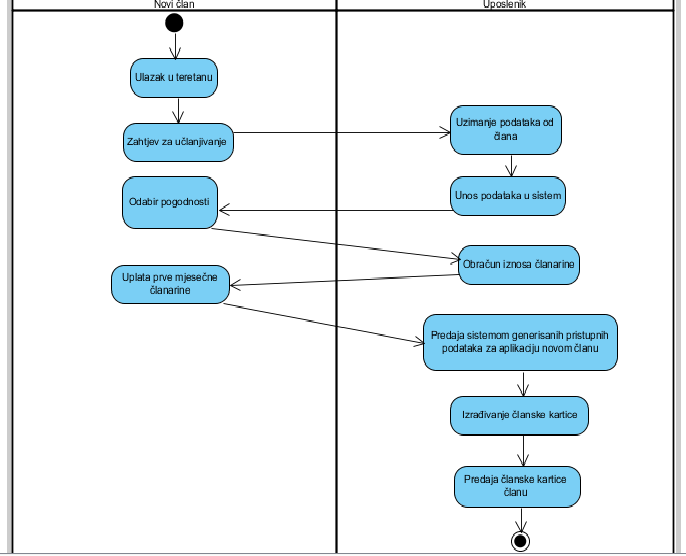 Novi član
Uposlenik
Ulazak u teretanu
Zahtjev za učlanjivanje
Uzimanje podataka od
člana
Unos podataka u sistem
Odabir pogodnosti
Obračun iznosa članarine
Uplata prve mjesečne
članarine
Predaja sistemom generisanih pristupnih
podataka za aplikaciju novom članu
Izrađivanje članske kartice
Predaja članske kartice
članu